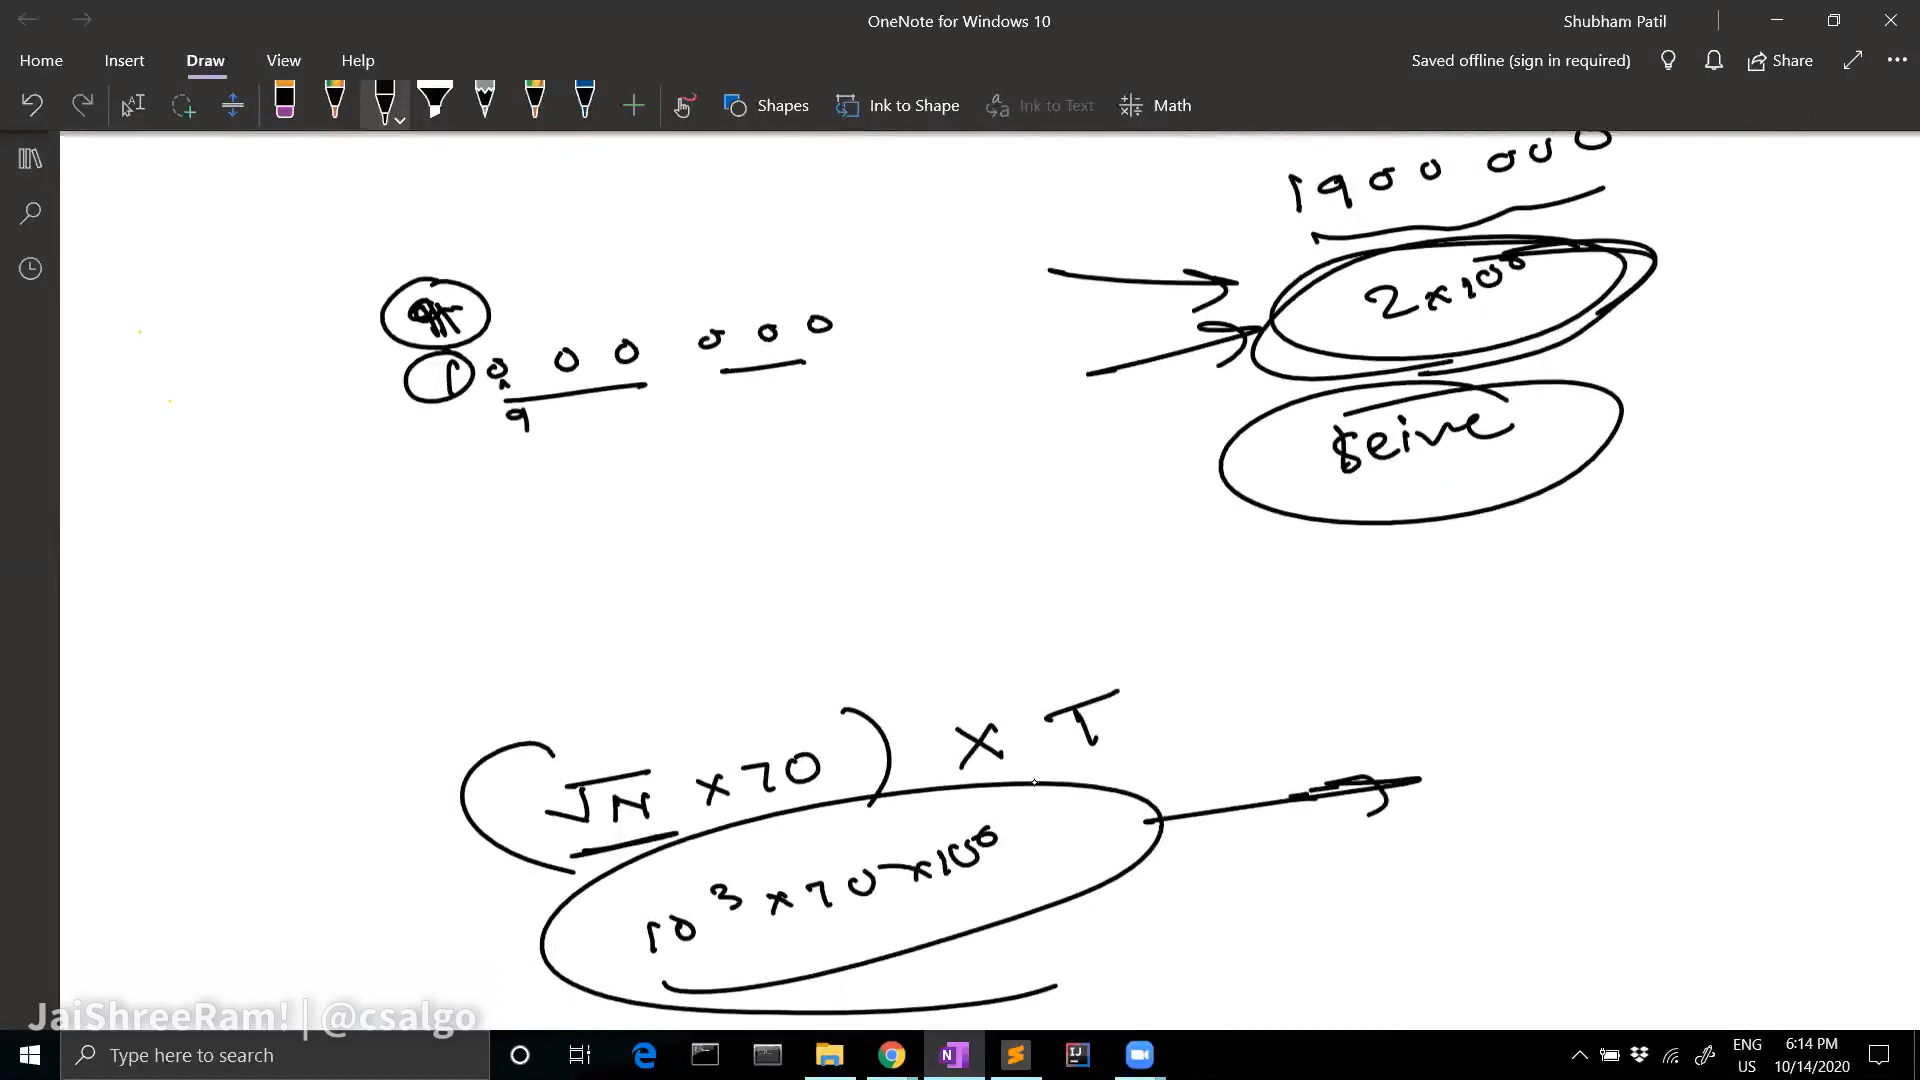 OneNote for Windows 10
Shubham Patil
Home Insert Draw View Help
Saved offline (sign in required)
Share
Shapes
Ink to Shape
Ink to Text
Math
1900 000
2x10⁶
1 0 0 0 0 0 0
9
Seive
(√N x 70) x T
10³ x 70 x 10⁶
JaiShreeRam! | @csalgo
Type here to search
ENG
US
6:14 PM
10/14/2020